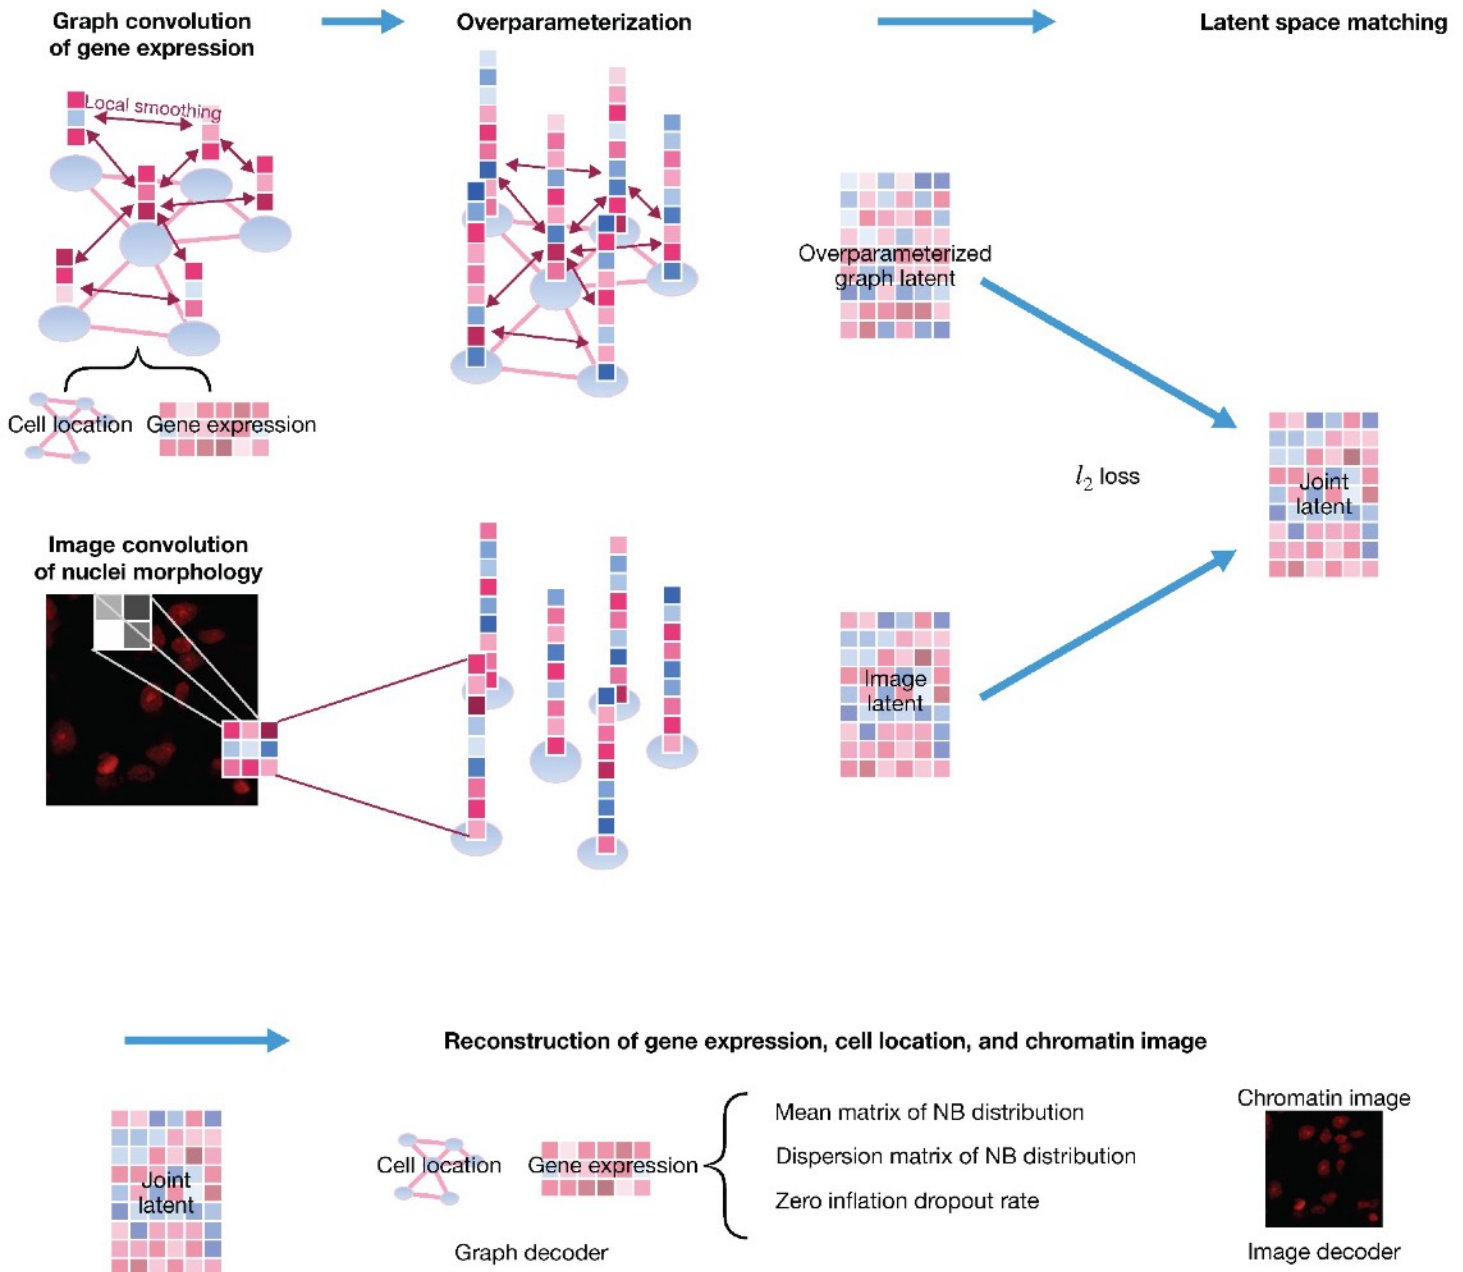 Graph convolution
of gene expression
Overparameterization
Latent space matching
Local smoothing
Overparameterized
graph latent
Cell location
Gene expression
l2 loss
Joint
latent
Image convolution
of nuclei morphology
Image
latent
Reconstruction of gene expression, cell location, and chromatin image
Joint
latent
Cell location
Gene expression
Mean matrix of NB distribution
Dispersion matrix of NB distribution
Zero inflation dropout rate
Graph decoder
Chromatin image
Image decoder